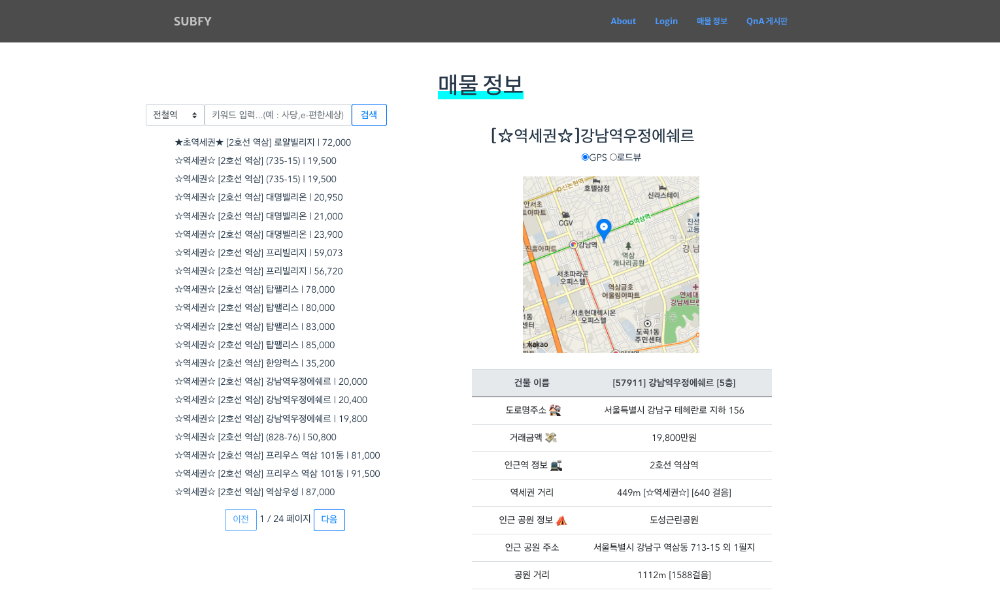 SUBFY
About Login 매물 정보 QnA 게시판
매물 정보
전철역 키워드 입력...(예 : 사당,e-편한세상) 검색
★초역세권★ [2호선 역삼] 로얄빌리지 | 72,000
☆역세권☆ [2호선 역삼] (735-15) | 19,500
☆역세권☆ [2호선 역삼] (735-15) | 19,500
☆역세권☆ [2호선 역삼] 대명벨리온 | 20,950
☆역세권☆ [2호선 역삼] 대명벨리온 | 21,000
☆역세권☆ [2호선 역삼] 대명벨리온 | 23,900
☆역세권☆ [2호선 역삼] 프리빌리지 | 59,073
☆역세권☆ [2호선 역삼] 프리빌리지 | 56,720
☆역세권☆ [2호선 역삼] 탑팰리스 | 78,000
☆역세권☆ [2호선 역삼] 탑팰리스 | 80,000
☆역세권☆ [2호선 역삼] 탑팰리스 | 83,000
☆역세권☆ [2호선 역삼] 탑팰리스 | 85,000
☆역세권☆ [2호선 역삼] 한양럭스 | 35,200
☆역세권☆ [2호선 역삼] 강남역우정에쉐르 | 20,000
☆역세권☆ [2호선 역삼] 강남역우정에쉐르 | 20,400
☆역세권☆ [2호선 역삼] 강남역우정에쉐르 | 19,800
☆역세권☆ [2호선 역삼] (828-76) | 50,800
☆역세권☆ [2호선 역삼] 프리우스 역삼 101동 | 81,000
☆역세권☆ [2호선 역삼] 프리우스 역삼 101동 | 91,500
☆역세권☆ [2호선 역삼] 역삼우성 | 87,000
이전 1 / 24 페이지 다음
[☆역세권☆]강남역우정에쉐르
GPS 로드뷰
신논현역
호텔삼정
신라스테이
안서초
트아파트
CGV
역삼역
진선
고등
진흥아파트
강남역
역삼
개나리공원
강 남
서초파라곤
오피스텔
역삼금호
어울림아파트
연세대
강남세브란
서초현대렉시온
오피스텔
1동
센터
도곡1동
주민센터
kakao
건물 이름 [57911] 강남역우정에쉐르 [5층]
도로명주소 서울특별시 강남구 테헤란로 지하 156
거래금액 19,800만원
인근역 정보 2호선 역삼역
역세권 거리 449m [☆역세권☆] [640 걸음]
인근 공원 정보 도성근린공원
인근 공원 주소 서울특별시 강남구 역삼동 713-15 외 1필지
공원 거리 1112m [1588걸음]